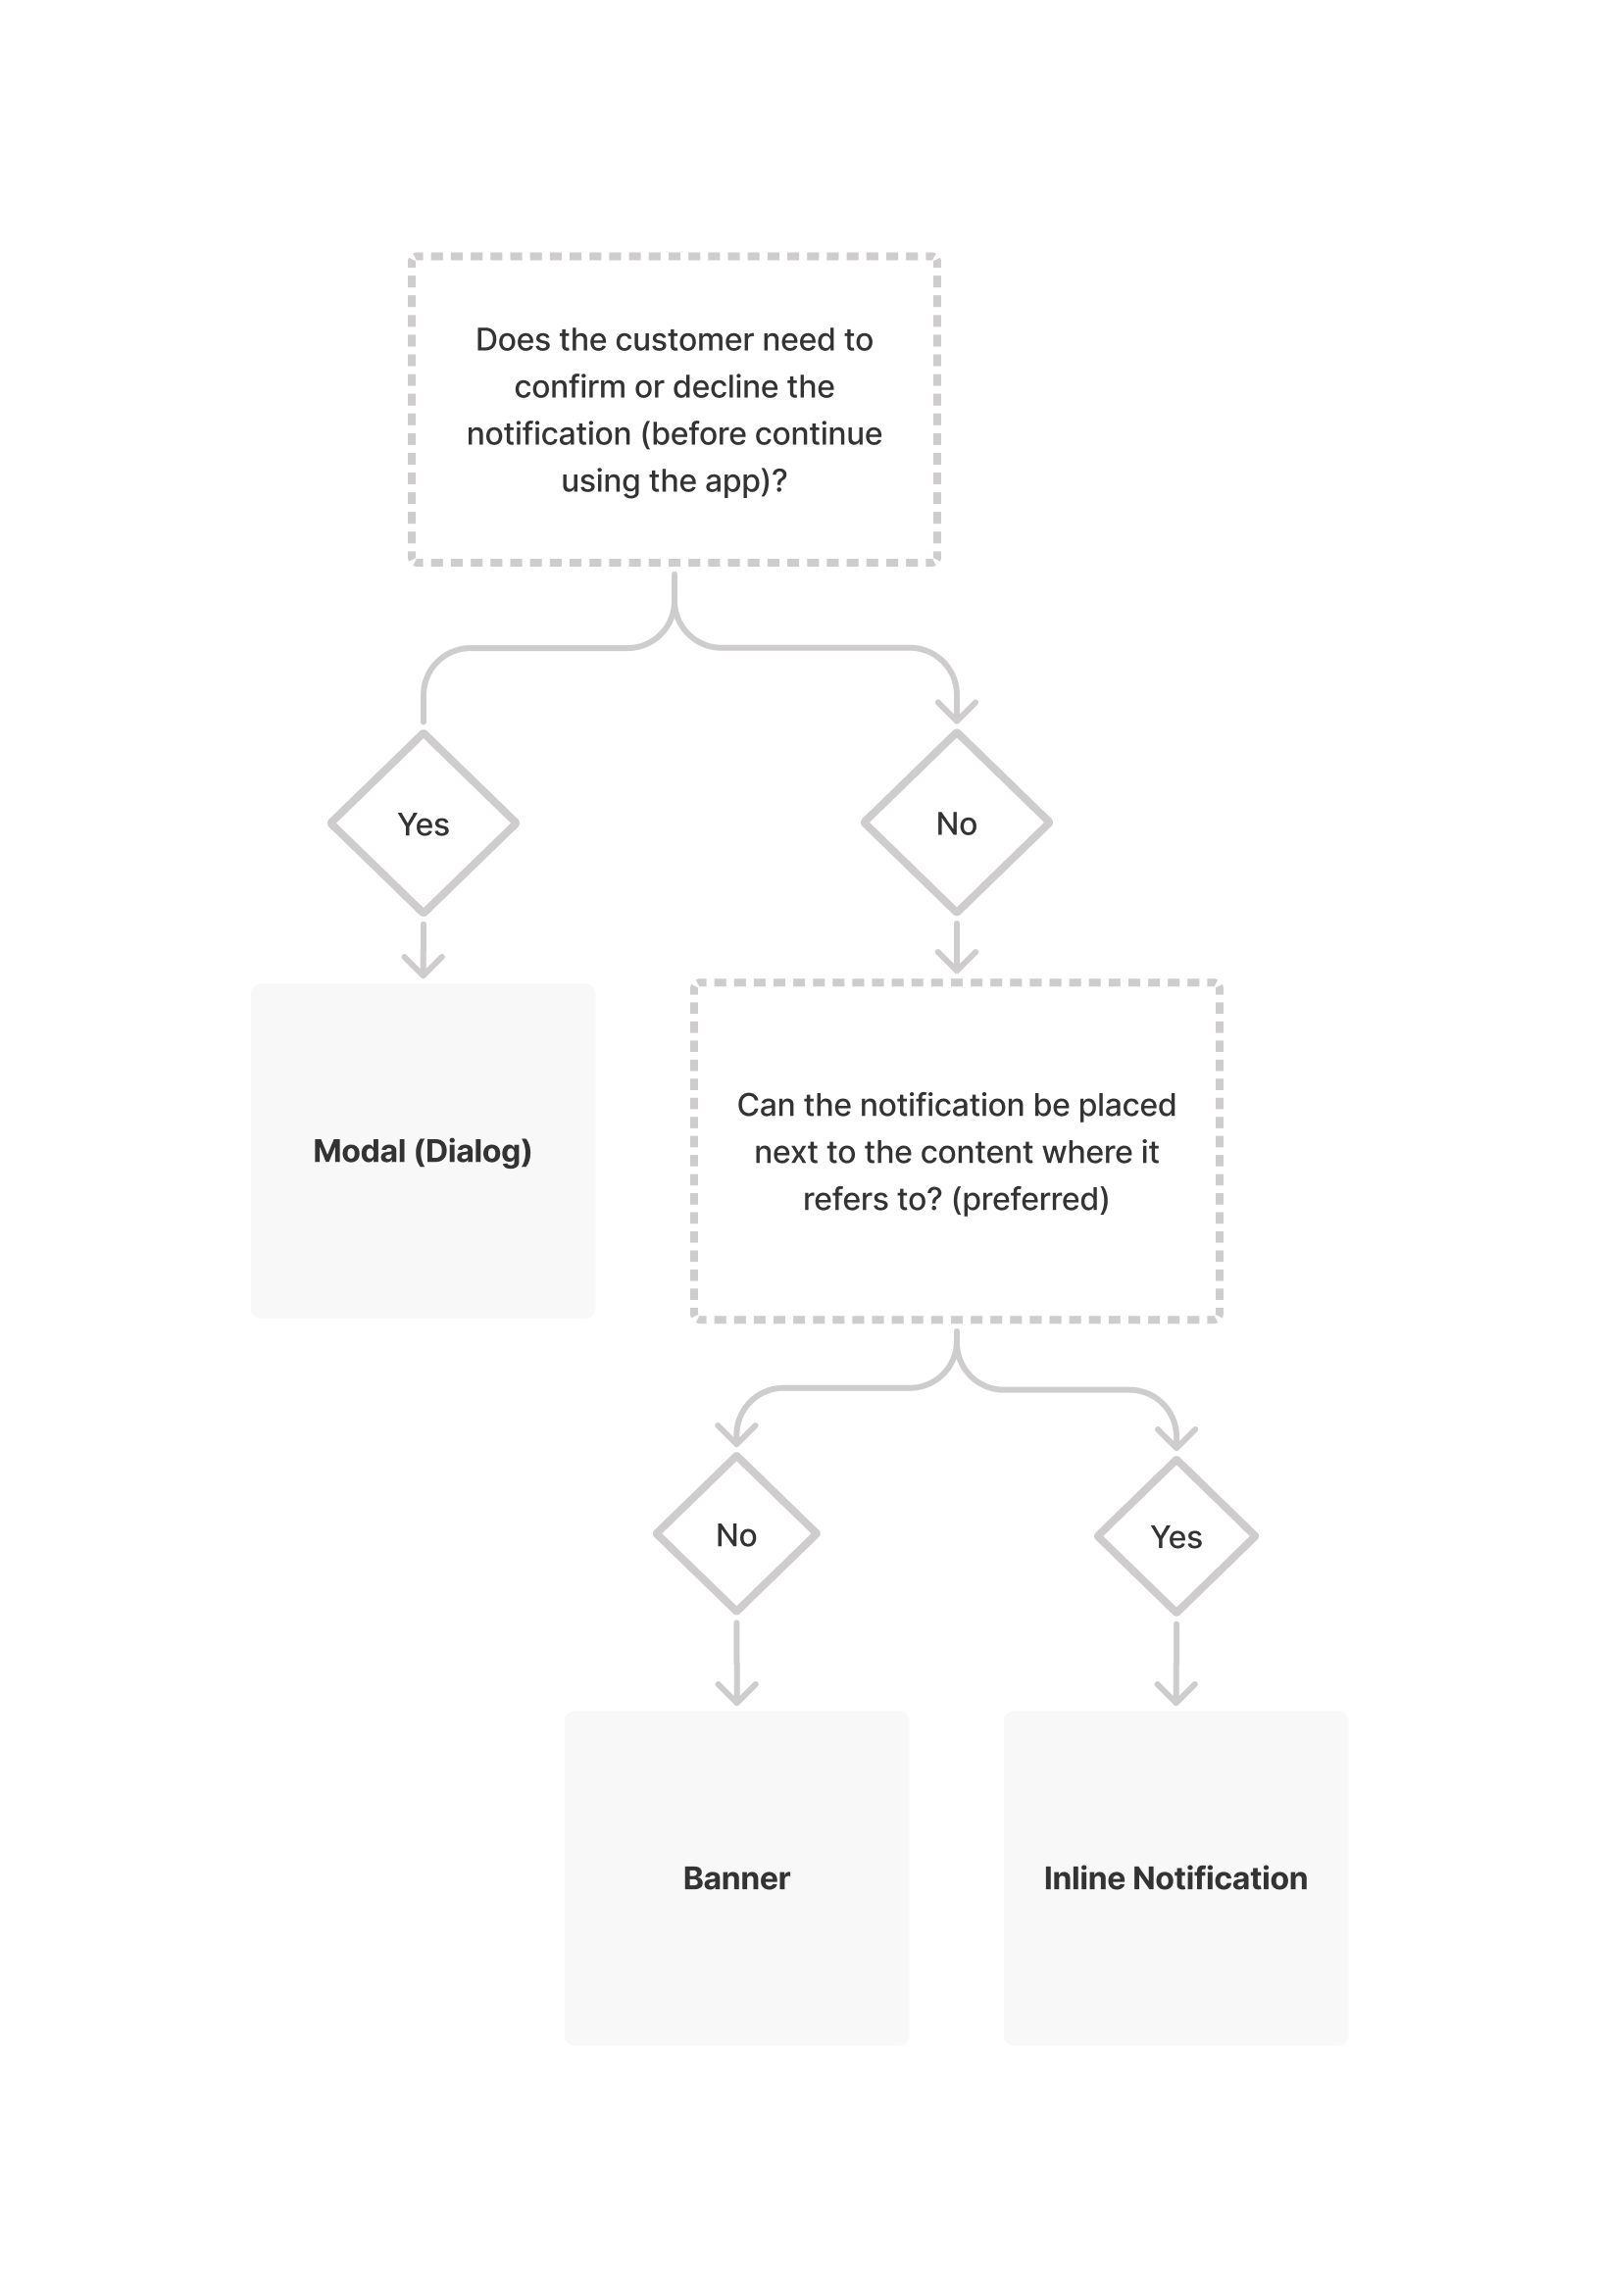 Does the customer need to
confirm or decline the
notification (before continue
using the app)?
Yes
No
Modal (Dialog)
Can the notification be placed
next to the content where it
refers to? (preferred)
No
Yes
Banner
Inline Notification